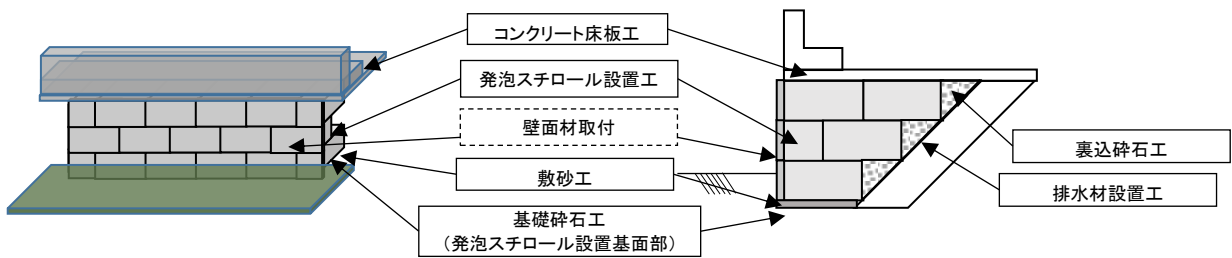 コンクリート床板工
発泡スチロール設置工
壁面材取付
裏込砕石工
敷砂工
排水材設置工
基礎砕石工
（発泡スチロール設置基面部）